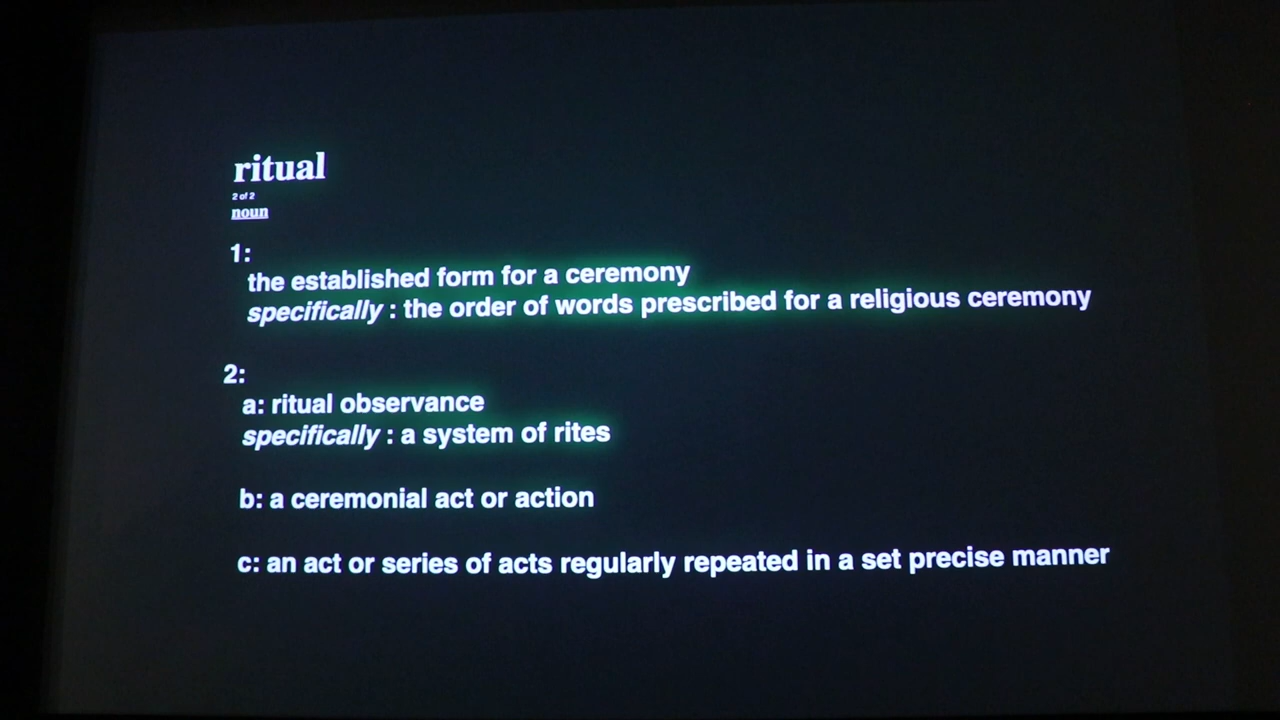 ritual
2 of 2
noun
1:
the established form for a ceremony
specifically : the order of words prescribed for a religious ceremony
2:
a: ritual observance
specifically : a system of rites
b: a ceremonial act or action
c: an act or series of acts regularly repeated in a set precise manner